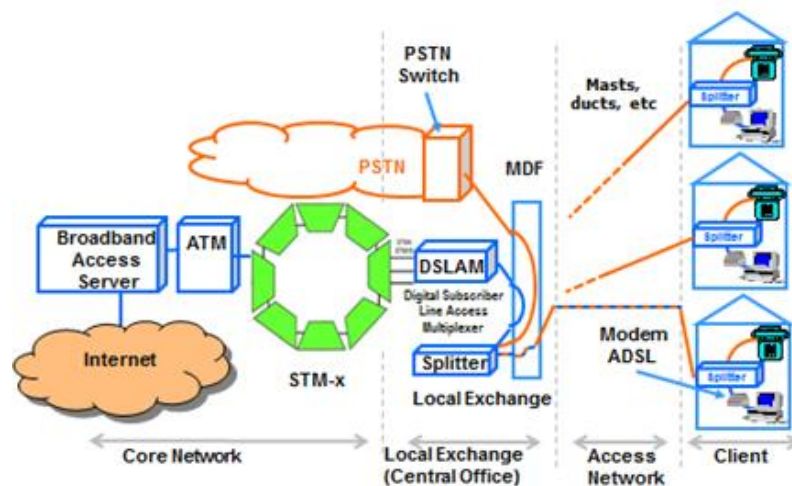 PSTN
Switch
Masts,
ducts, etc
Splitter
PSTN
MDF
Broadband
Access
Server
ATM
DSLAM
Splitter
Digital Subscriber
Line Access
Multiplexer
Internet
STM-x
Splitter
Local Exchange
Modem
ADSL
Splitter
Core Network
Local Exchange
(Central Office)
Access
Network
Client